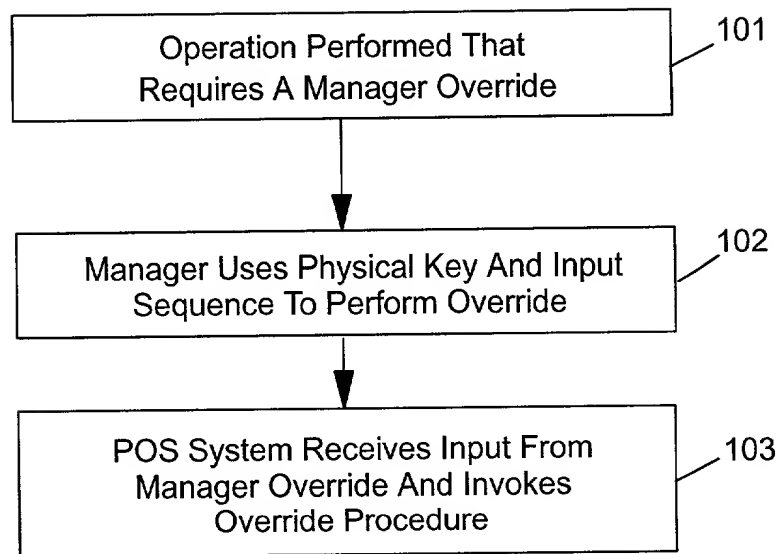 Operation Performed That
Requires A Manager Override
101
Manager Uses Physical Key And Input
Sequence To Perform Override
102
POS System Receives Input From
Manager Override And Invokes
Override Procedure
103